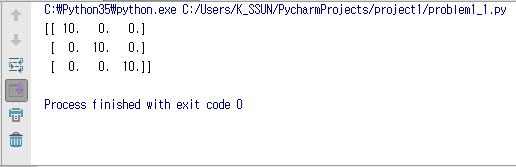 C:₩Python35₩python.exe C:/Users/K_SSUN/PycharmProjects/project1/problem1_1.py
[[ 10.   0.   0.]
 [  0.  10.   0.]
 [  0.   0.  10.]]
Process finished with exit code 0